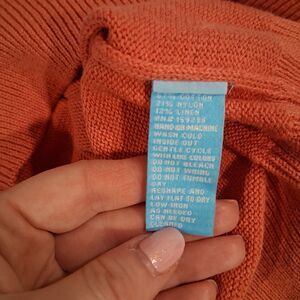 67% COTTON
21% NYLON
12% LINEN
HAND OR MACHINE
WASH COLD
INSIDE OUT
GENTLE CYCLE
WITH LIKE COLORS
DO NOT BLEACH
DO NOT WRING
DO NOT TUMBLE
DRY
RESHAPE AND
LAY FLAT TO DRY
LOW IRON
AS NEEDED
CAN BE DRY
CLEANED